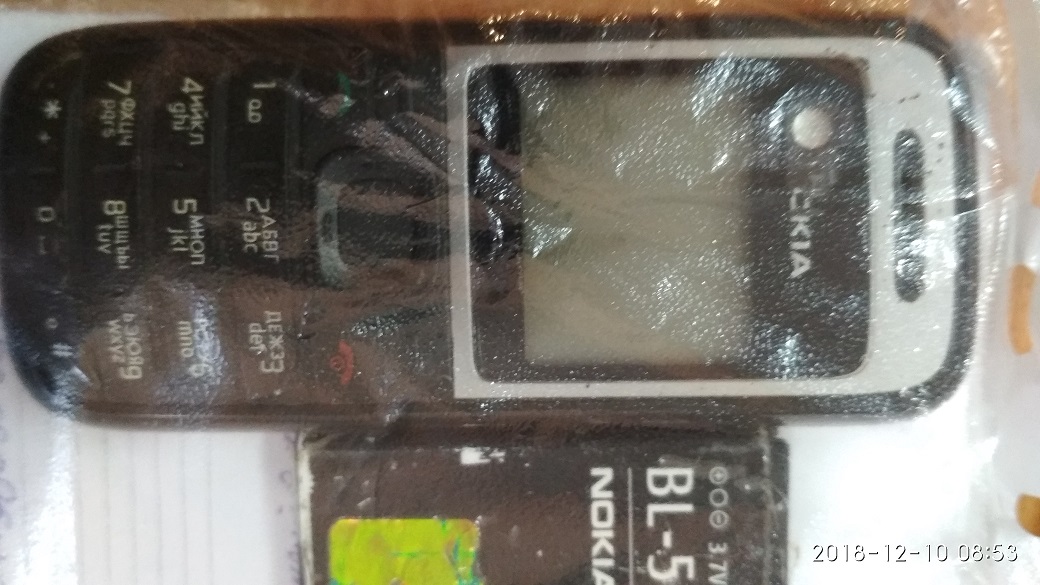 NOKIA
1
2 АБВГ
abc
ДЕЖЗ 3
def
4 ИЙКЛ
ghi
5 МНОП
jkl
6
mno
7 ФХЦЧ
pqrs
8 ШЩЪЫ
tuv
ЬЭЮЯ 9
wxyz
* +
0
#
3.7V
BL-5
NOKIA
2018-12-10 08:53